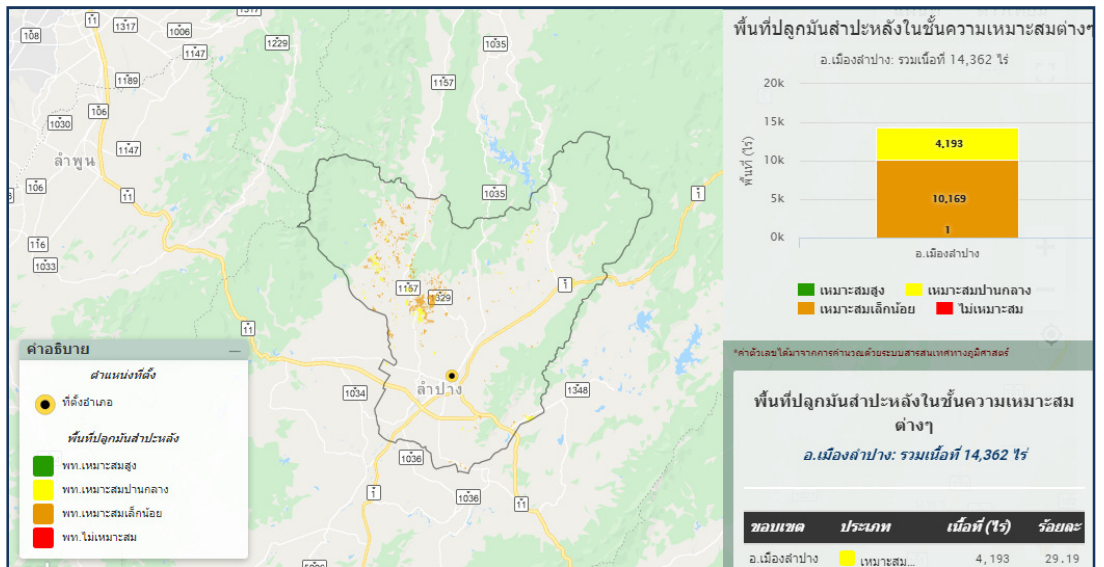 11
1317
1006
108
1147
1229
1035
1157
1189
106
1030
1147
ลำพูน
106
11
1035
1
116
1033
1157
1329
1
11
ลำปาง
1034
1348
1036
1
1036
11
คำอธิบาย
ตำแหน่งที่ตั้ง
ที่ตั้งอำเภอ
พื้นที่ปลูกมันสำปะหลัง
พท.เหมาะสมสูง
พท.เหมาะสมปานกลาง
พท.เหมาะสมเล็กน้อย
พท.ไม่เหมาะสม
พื้นที่ปลูกมันสำปะหลังในชั้นความเหมาะสมต่างๆ
อ.เมืองลำปาง: รวมเนื้อที่ 14,362 ไร่
20k
15k
10k
5k
0k
พื้นที่ (ไร่)
4,193
10,169
1
อ.เมืองลำปาง
เหมาะสมสูง เหมาะสมปานกลาง
เหมาะสมเล็กน้อย ไม่เหมาะสม
*ค่าตัวเลขได้มาจากการคำนวณด้วยระบบสารสนเทศทางภูมิศาสตร์
พื้นที่ปลูกมันสำปะหลังในชั้นความเหมาะสม
ต่างๆ
อ.เมืองลำปาง: รวมเนื้อที่ 14,362 ไร่
ขอบเขต ประเภท เนื้อที่ (ไร่) ร้อยละ
อ.เมืองลำปาง เหมาะสม... 4,193 29.19